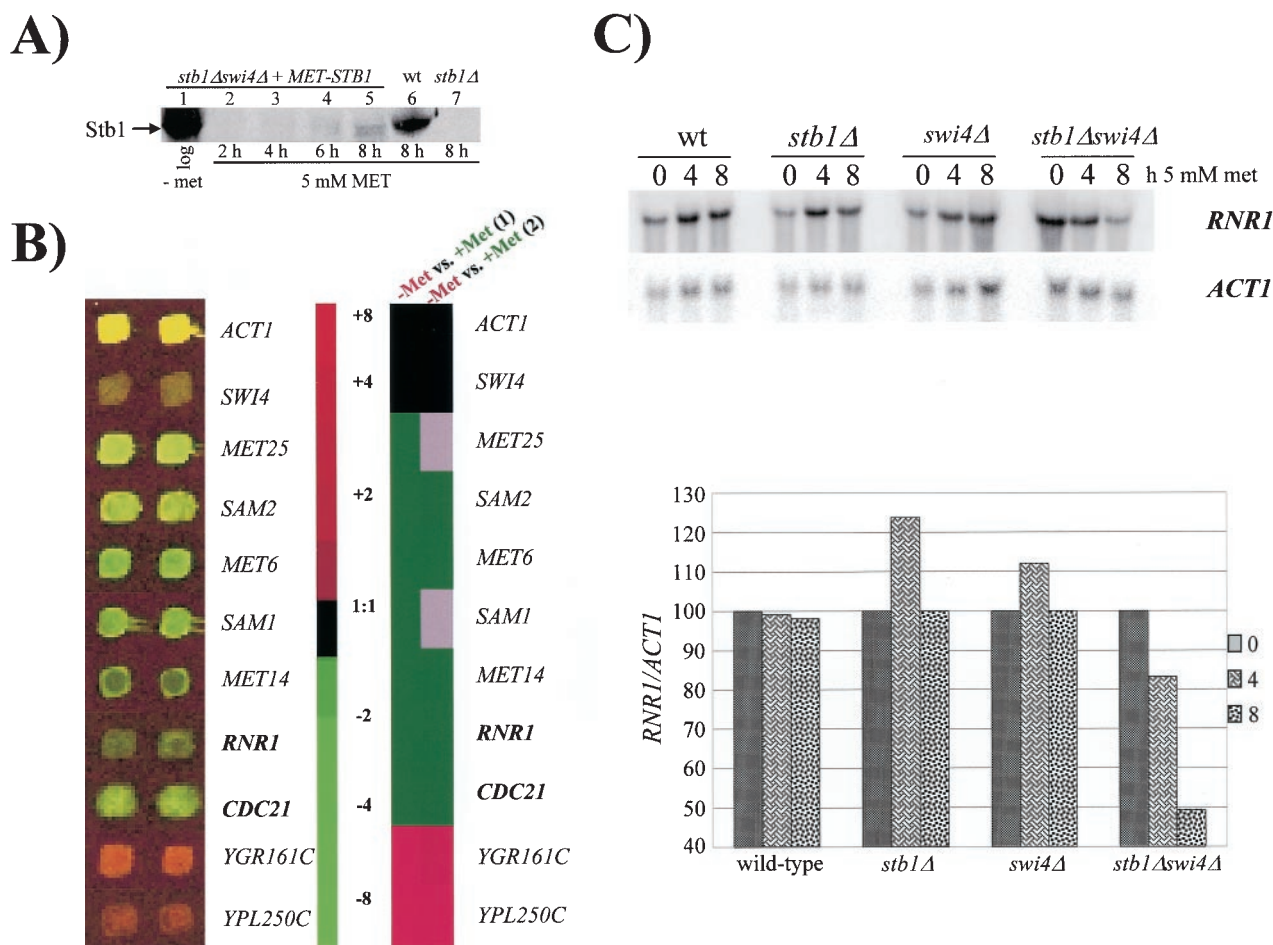 A)
stb1Δswi4Δ + MET-STB1 wt stb1Δ
1 2 3 4 5 6 7
Stb1
log 2 h 4 h 6 h 8 h 8 h 8 h
- met 5 mM MET
B)
-Met vs. +Met (1)
-Met vs. +Met (2)
ACT1
SWI4
MET25
SAM2
MET6
SAM1
MET14
RNR1
CDC21
YGR161C
YPL250C
+8
+4
+2
1:1
-2
-4
-8
ACT1
SWI4
MET25
SAM2
MET6
SAM1
MET14
RNR1
CDC21
YGR161C
YPL250C
C)
wt stb1Δ swi4Δ stb1Δswi4Δ
0 4 8 0 4 8 0 4 8 0 4 8 h 5 mM met
RNR1
ACT1
RNR1/ACT1
130
120
110
100
90
80
70
60
50
40
wild-type stb1Δ swi4Δ stb1Δswi4Δ
0
4
8